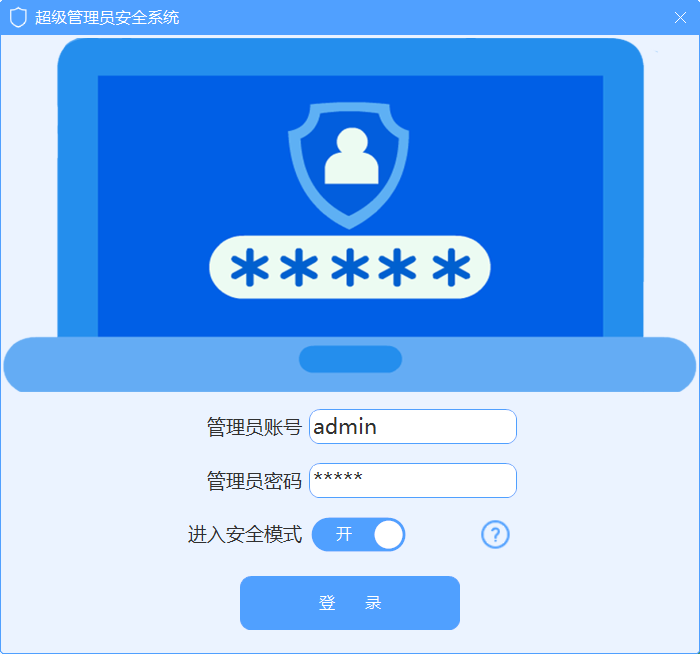 超级管理员安全系统
*****
管理员账号 admin
管理员密码 *****
进入安全模式 开 ?
登 录